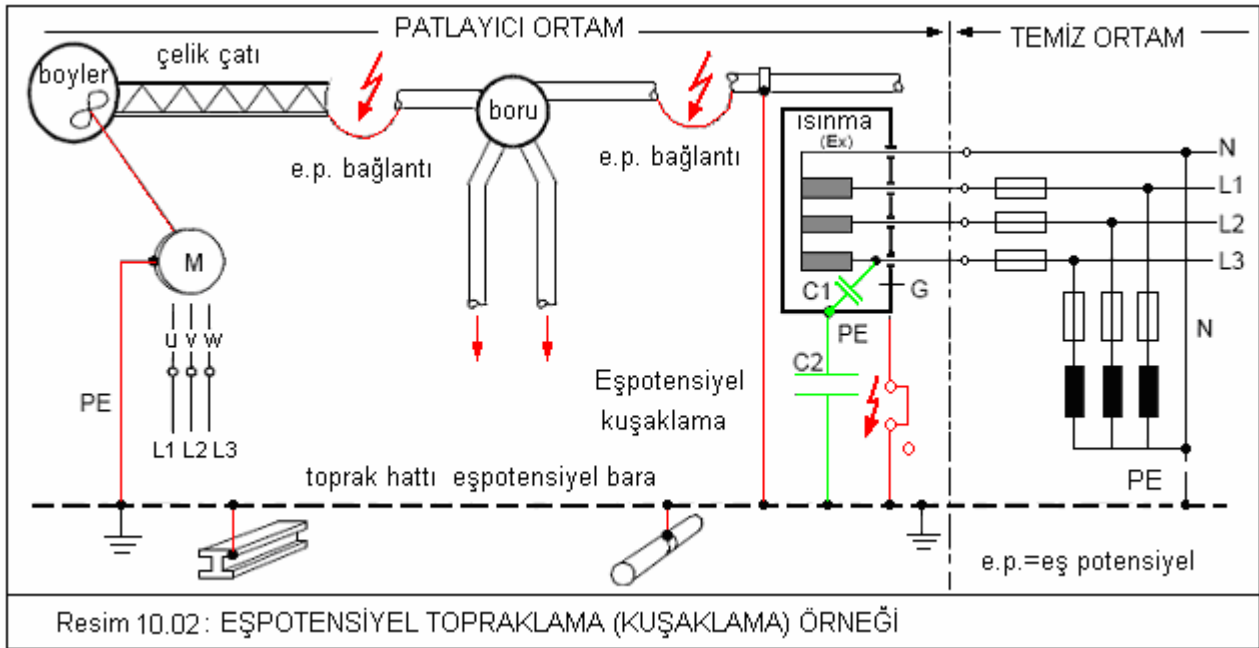 PATLAYICI ORTAM
TEMİZ ORTAM
boyler
çelik çatı
boru
ısınma
(Ex)
e.p. bağlantı
e.p. bağlantı
N
L1
L2
L3
M
C1
G
PE
C2
N
u v w
PE
L1 L2 L3
Eşpotensiyel
kuşaklama
toprak hattı eşpotensiyel bara
PE
e.p.=eş potensiyel
Resim 10.02: EŞPOTENSİYEL TOPRAKLAMA (KUŞAKLAMA) ÖRNEĞİ